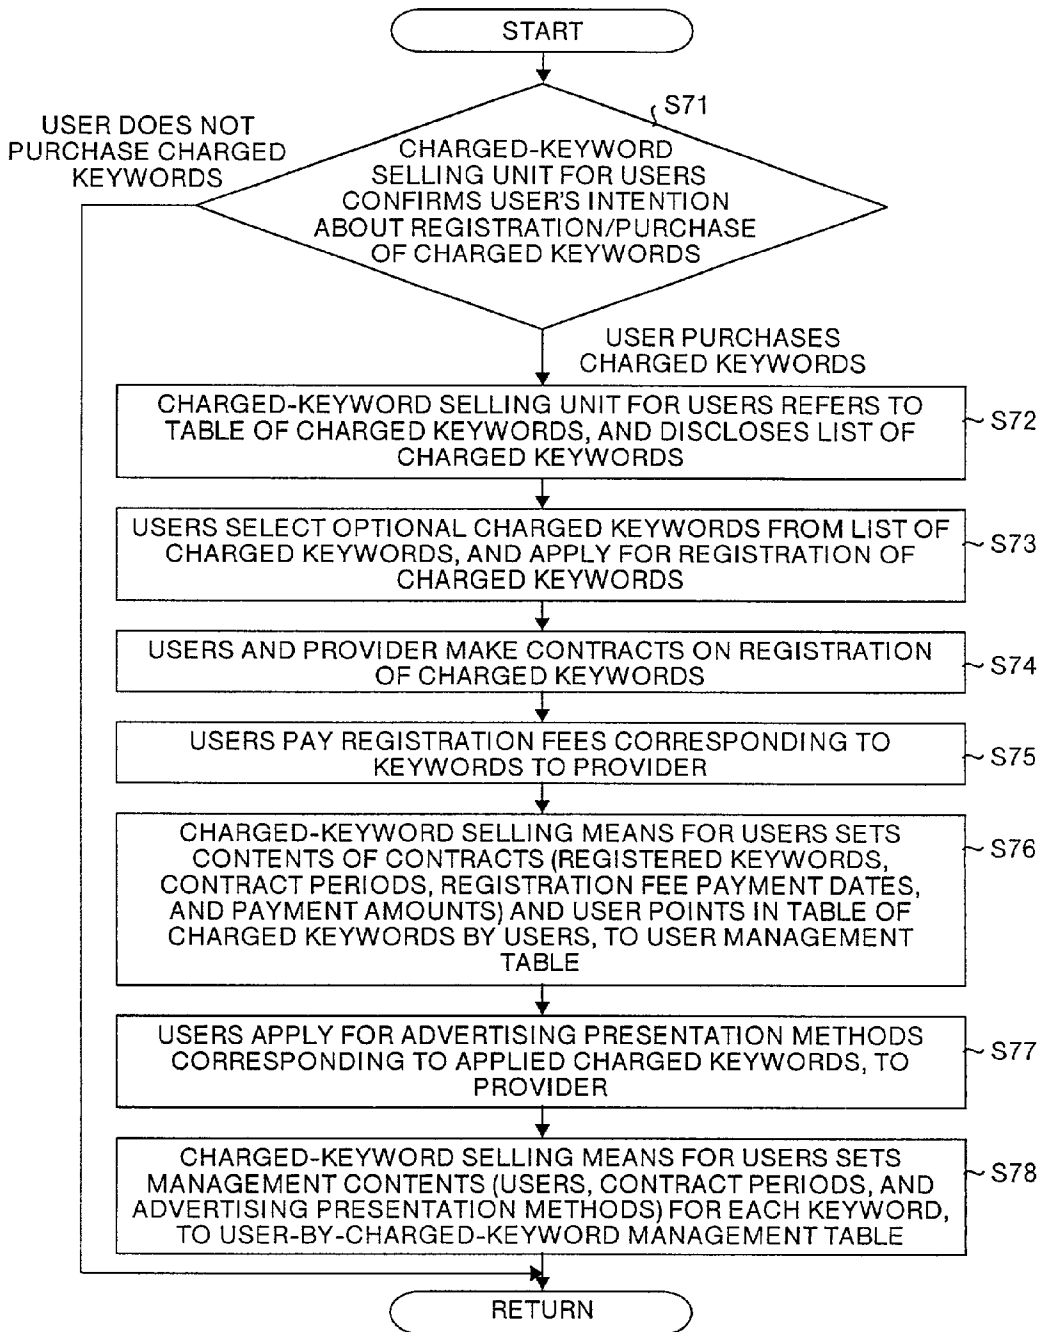 START
S71
USER DOES NOT
PURCHASE CHARGED
KEYWORDS
CHARGED-KEYWORD
SELLING UNIT FOR USERS
CONFIRMS USER'S INTENTION
ABOUT REGISTRATION/PURCHASE
OF CHARGED KEYWORDS
USER PURCHASES
CHARGED KEYWORDS
CHARGED-KEYWORD SELLING UNIT FOR USERS REFERS TO
TABLE OF CHARGED KEYWORDS, AND DISCLOSES LIST OF
CHARGED KEYWORDS
S72
USERS SELECT OPTIONAL CHARGED KEYWORDS FROM LIST OF
CHARGED KEYWORDS, AND APPLY FOR REGISTRATION OF
CHARGED KEYWORDS
S73
USERS AND PROVIDER MAKE CONTRACTS ON REGISTRATION
OF CHARGED KEYWORDS
S74
USERS PAY REGISTRATION FEES CORRESPONDING TO
KEYWORDS TO PROVIDER
S75
CHARGED-KEYWORD SELLING MEANS FOR USERS SETS
CONTENTS OF CONTRACTS (REGISTERED KEYWORDS,
CONTRACT PERIODS, REGISTRATION FEE PAYMENT DATES,
AND PAYMENT AMOUNTS) AND USER POINTS IN TABLE OF
CHARGED KEYWORDS BY USERS, TO USER MANAGEMENT
TABLE
S76
USERS APPLY FOR ADVERTISING PRESENTATION METHODS
CORRESPONDING TO APPLIED CHARGED KEYWORDS, TO
PROVIDER
S77
CHARGED-KEYWORD SELLING MEANS FOR USERS SETS
MANAGEMENT CONTENTS (USERS, CONTRACT PERIODS, AND
ADVERTISING PRESENTATION METHODS) FOR EACH KEYWORD,
TO USER-BY-CHARGED-KEYWORD MANAGEMENT TABLE
S78
RETURN